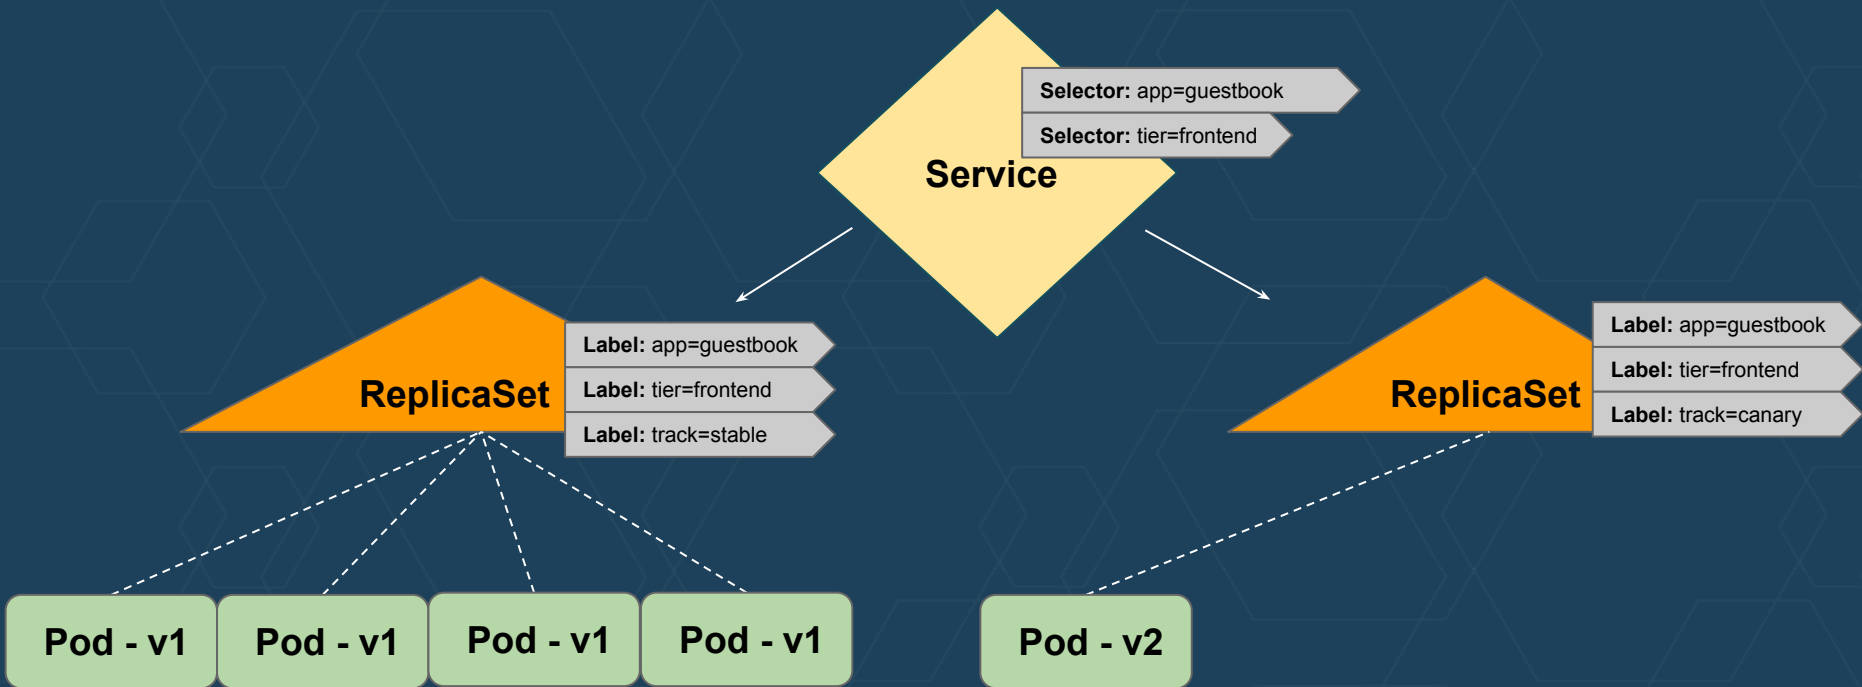 Selector: app=guestbook
Selector: tier=frontend
Service
Label: app=guestbook
Label: tier=frontend
Label: track=stable
ReplicaSet
Label: app=guestbook
Label: tier=frontend
Label: track=canary
ReplicaSet
Pod - v1
Pod - v1
Pod - v1
Pod - v1
Pod - v2